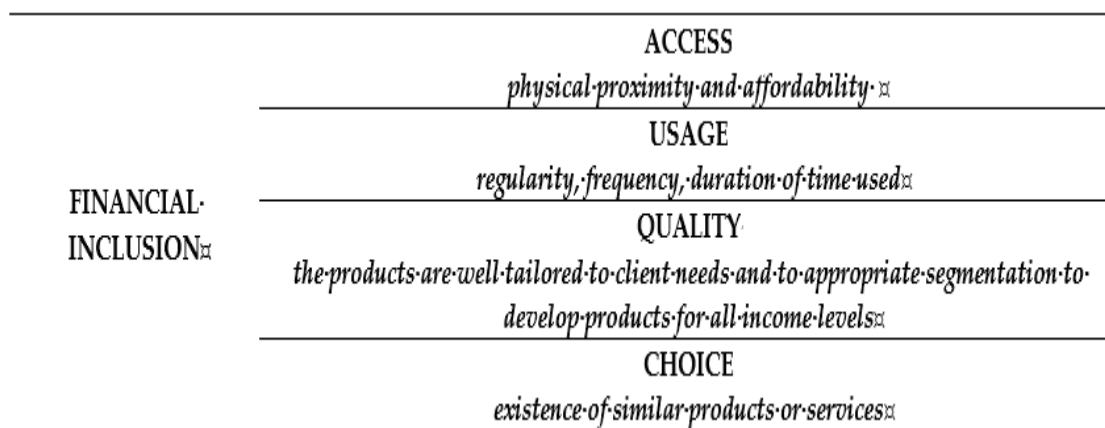 ACCESS
physical·proximity·and·affordability·¤
USAGE
regularity,·frequency,·duration·of·time·used¤
FINANCIAL·
INCLUSION¤
QUALITY·
the·products·are·well·tailored·to·client·needs·and·to·appropriate·segmentation·to·
develop·products·for·all·income·levels¤
CHOICE
existence·of·similar·products·or·services¤